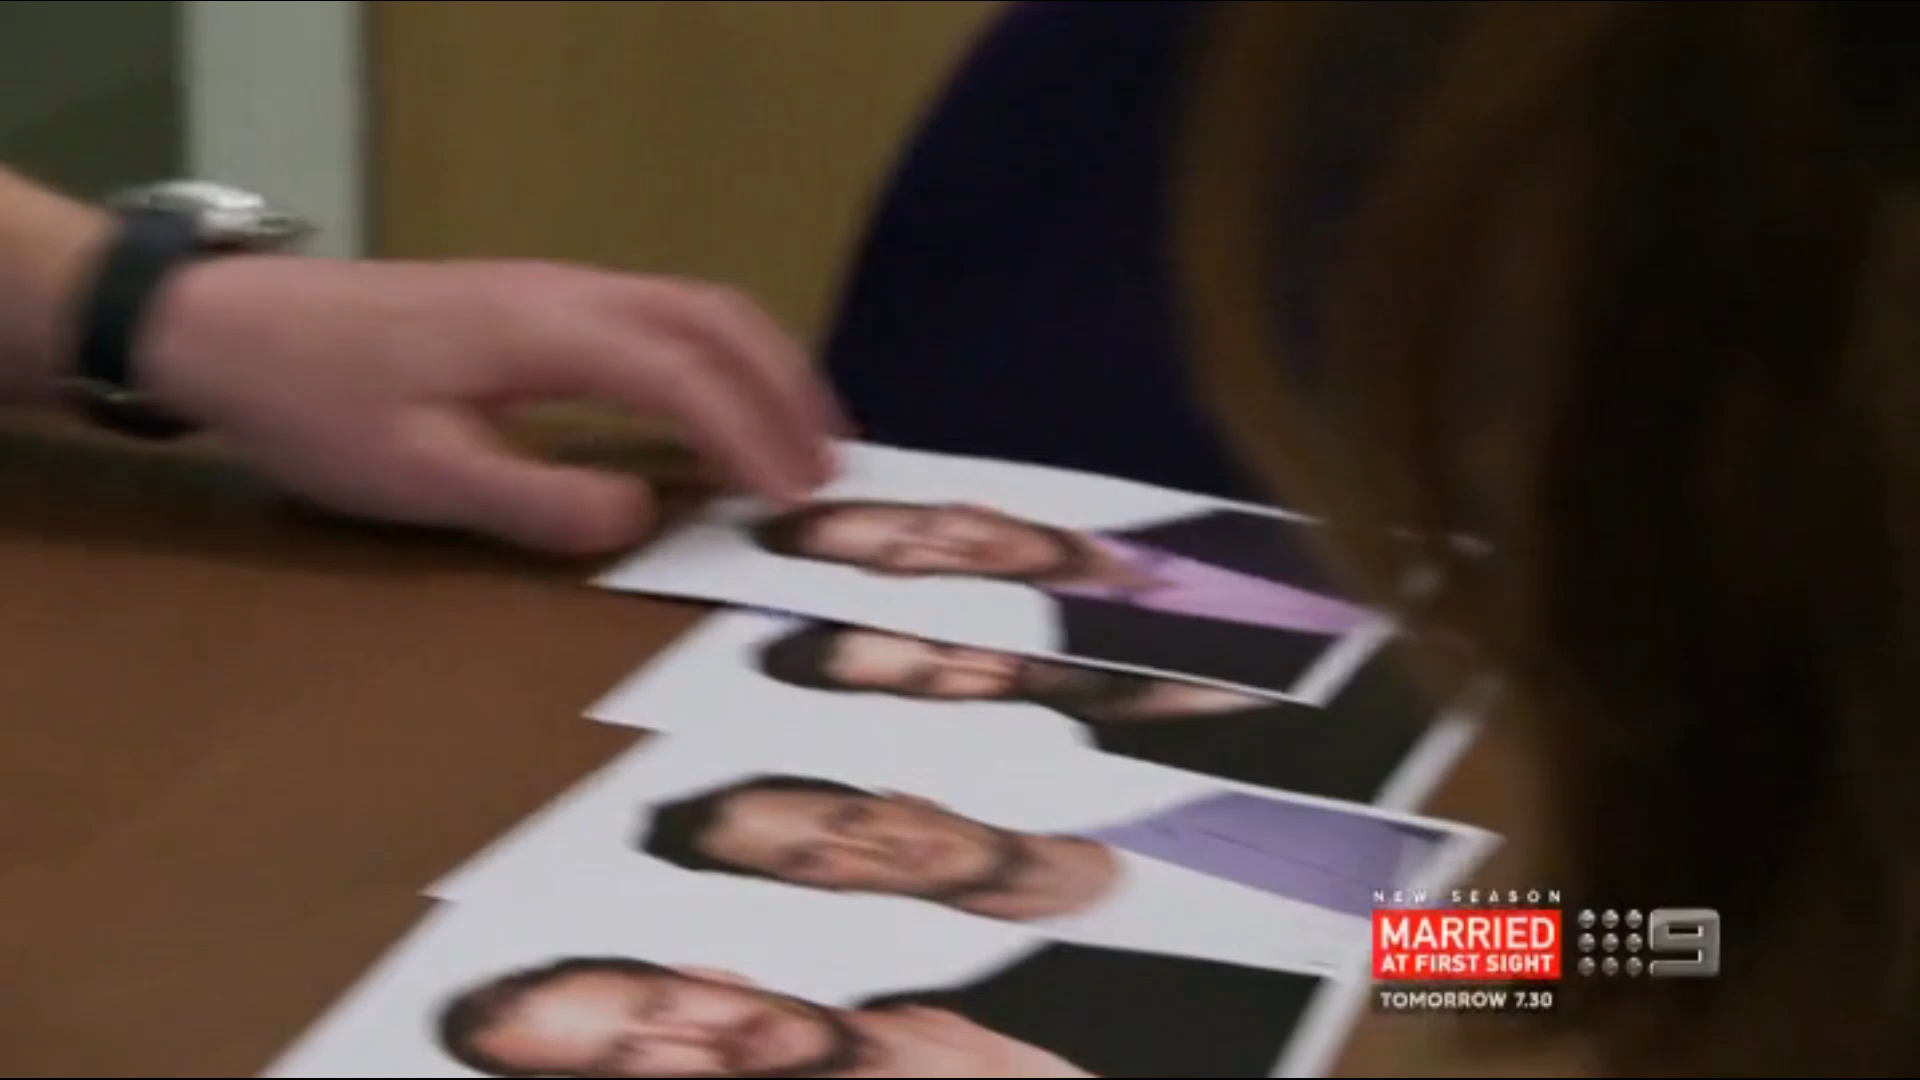 NEW SEASON
MARRIED
AT FIRST SIGHT
9
TOMORROW 7.30